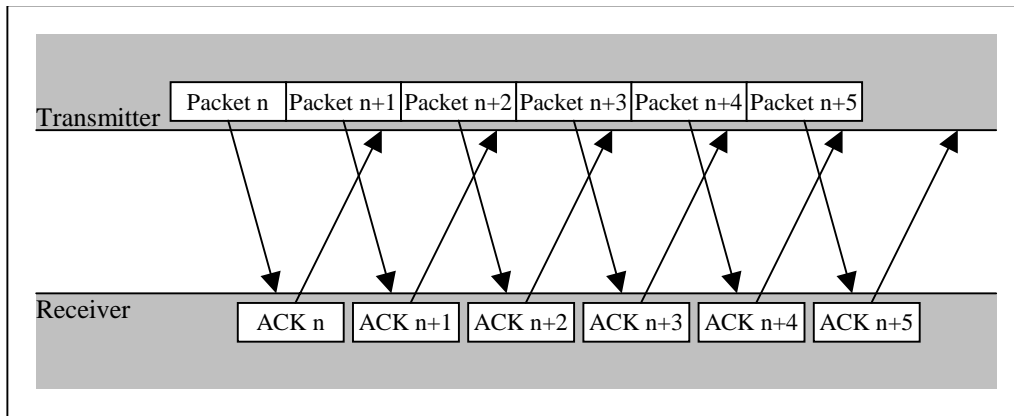 Packet n Packet n+1 Packet n+2 Packet n+3 Packet n+4 Packet n+5
Transmitter
Receiver
ACK n ACK n+1 ACK n+2 ACK n+3 ACK n+4 ACK n+5